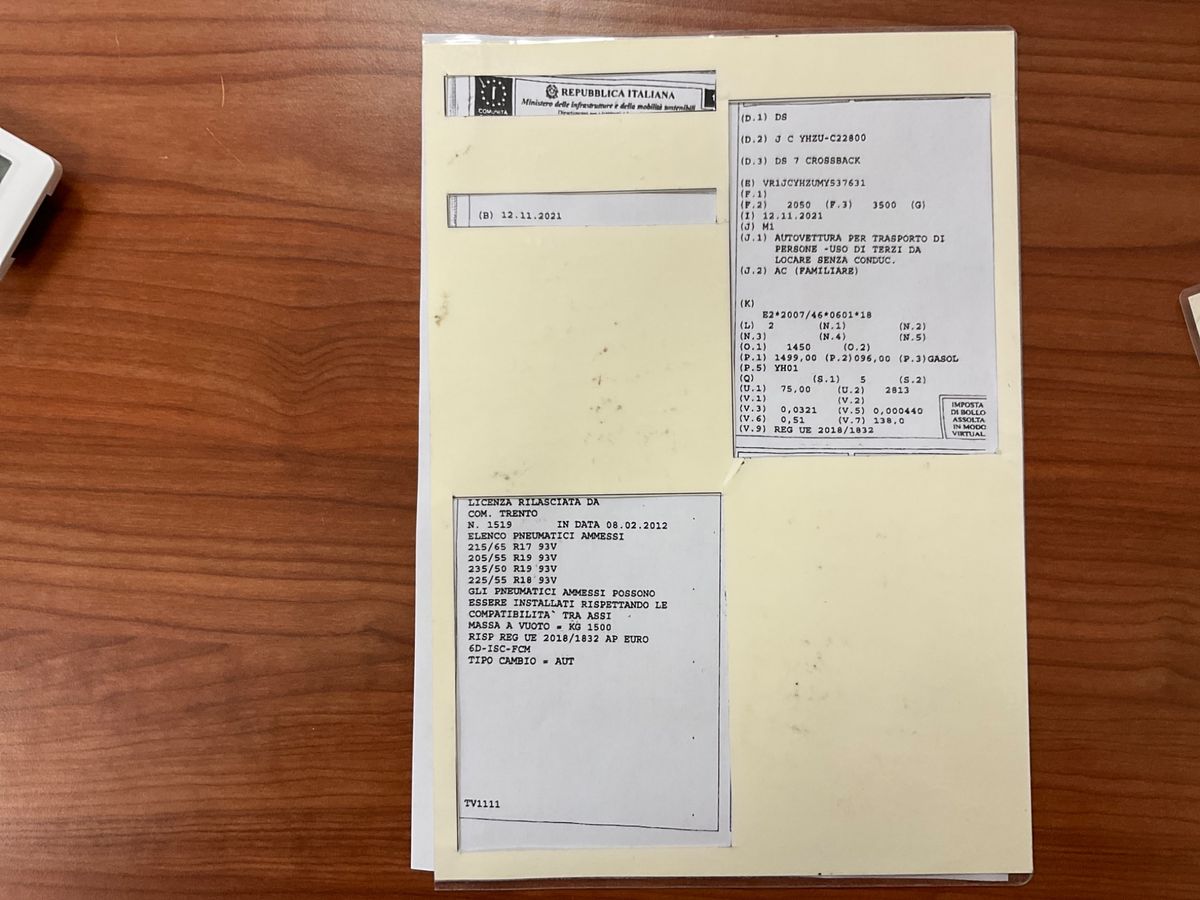 COMUNITÀ
REPUBBLICA ITALIANA
Ministero delle infrastrutture e della mobilità sostenibili
(B) 12.11.2021
(D.1) DS
(D.2) J C YHZU-C22800
(D.3) DS 7 CROSSBACK
(E) VR1JCYHZUMY537631
(F.1)
(F.2) 2050 (F.3) 3500 (G)
(I) 12.11.2021
(J) M1
(J.1) AUTOVETTURA PER TRASPORTO DI
PERSONE -USO DI TERZI DA
LOCARE SENZA CONDUC.
(J.2) AC (FAMILIARE)
(K)
E2*2007/46*0601*18
(L) 2 (N.1) (N.2)
(N.3) (N.4) (N.5)
(O.1) 1450 (O.2)
(P.1) 1499,00 (P.2)096,00 (P.3)GASOL
(P.5) YH01
(Q) (S.1) 5 (S.2)
(U.1) 75,00 (U.2) 2813
(V.1) (V.2)
(V.3) 0,0321 (V.5) 0,000440
(V.6) 0,51 (V.7) 138,0
(V.9) REG UE 2018/1832
IMPOSTA
DI BOLLO
ASSOLTA
IN MODO
VIRTUAL
LICENZA RILASCIATA DA
COM. TRENTO
N. 1519 IN DATA 08.02.2012
ELENCO PNEUMATICI AMMESSI
215/65 R17 93V
205/55 R19 93V
235/50 R19 93V
225/55 R18 93V
GLI PNEUMATICI AMMESSI POSSONO
ESSERE INSTALLATI RISPETTANDO LE
COMPATIBILITA` TRA ASSI
MASSA A VUOTO = KG 1500
RISP REG UE 2018/1832 AP EURO
6D-ISC-FCM
TIPO CAMBIO = AUT
TV1111